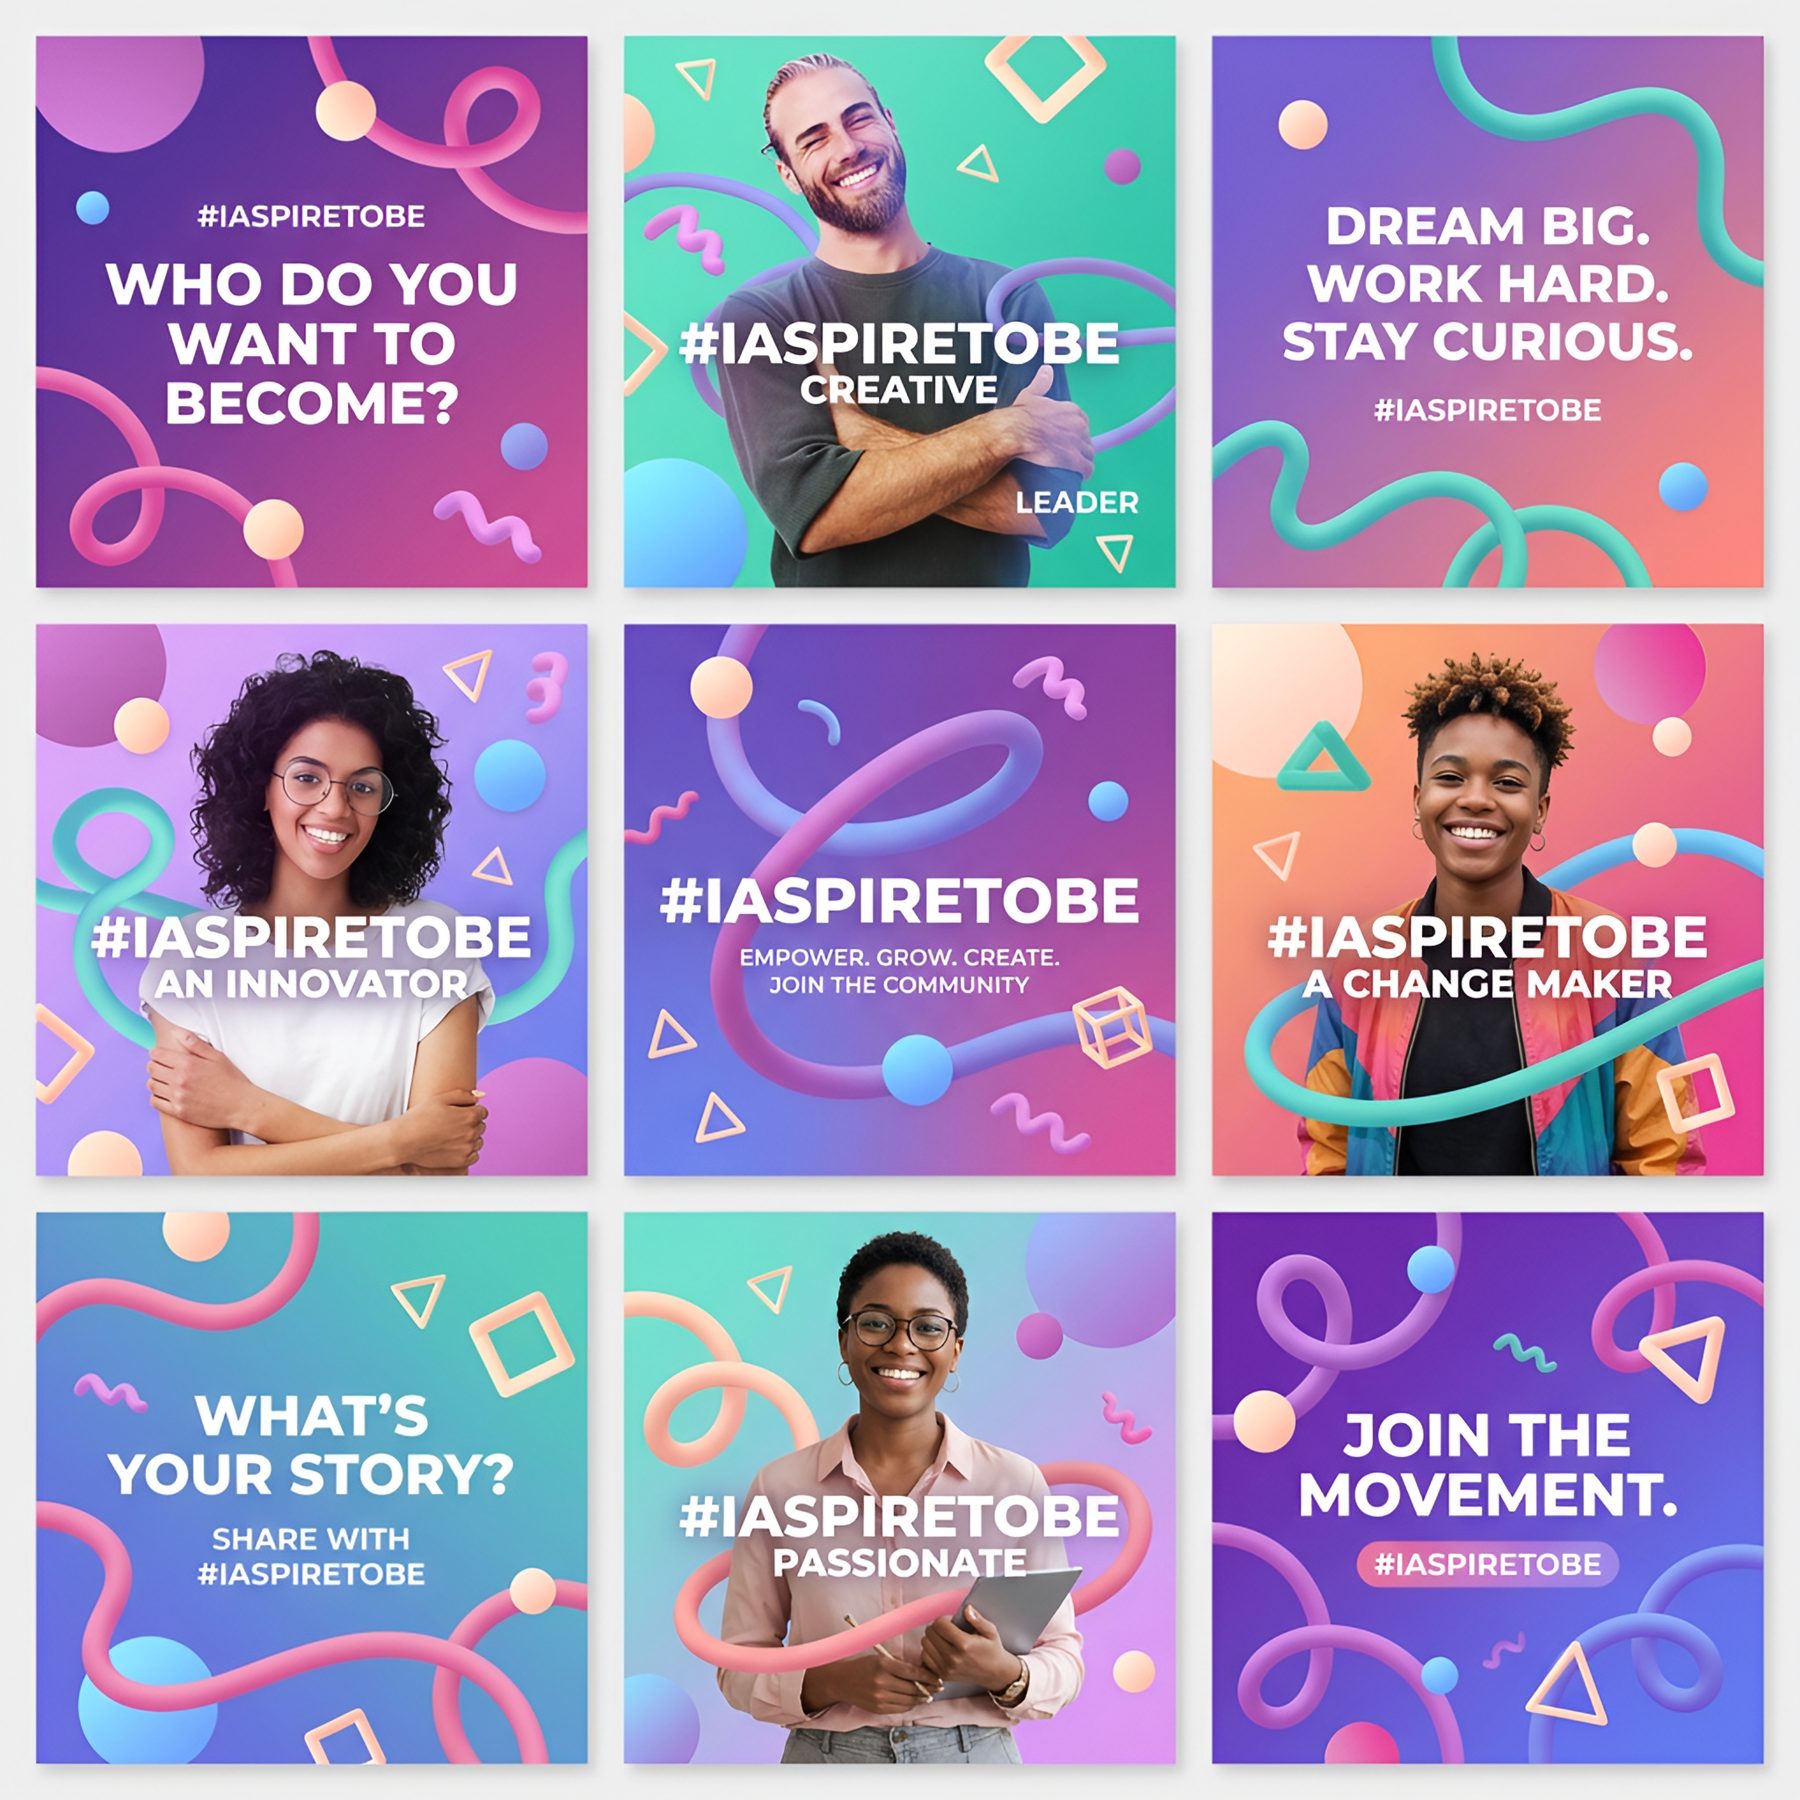 #IASPIRETOBE
WHO DO YOU
WANT TO
BECOME?
#IASPIRETOBE
CREATIVE
LEADER
DREAM BIG.
WORK HARD.
STAY CURIOUS.
#IASPIRETOBE
#IASPIRETOBE
AN INNOVATOR
#IASPIRETOBE
EMPOWER. GROW. CREATE.
JOIN THE COMMUNITY
#IASPIRETOBE
A CHANGE MAKER
WHAT'S
YOUR STORY?
SHARE WITH
#IASPIRETOBE
#IASPIRETOBE
PASSIONATE
JOIN THE
MOVEMENT.
#IASPIRETOBE